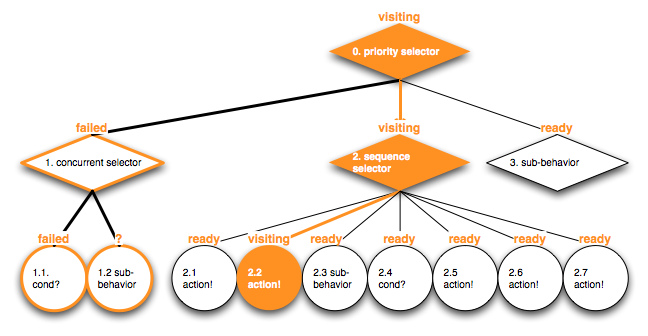 visiting
0. priority selector
failed
visiting
ready
1. concurrent selector
2. sequence
selector
3. sub-behavior
failed
?
ready
visiting
ready
ready
ready
ready
ready
1.1.
cond?
1.2 sub-
behavior
2.1
action!
2.2
action!
2.3 sub-
behavior
2.4
cond?
2.5
action!
2.6
action!
2.7
action!